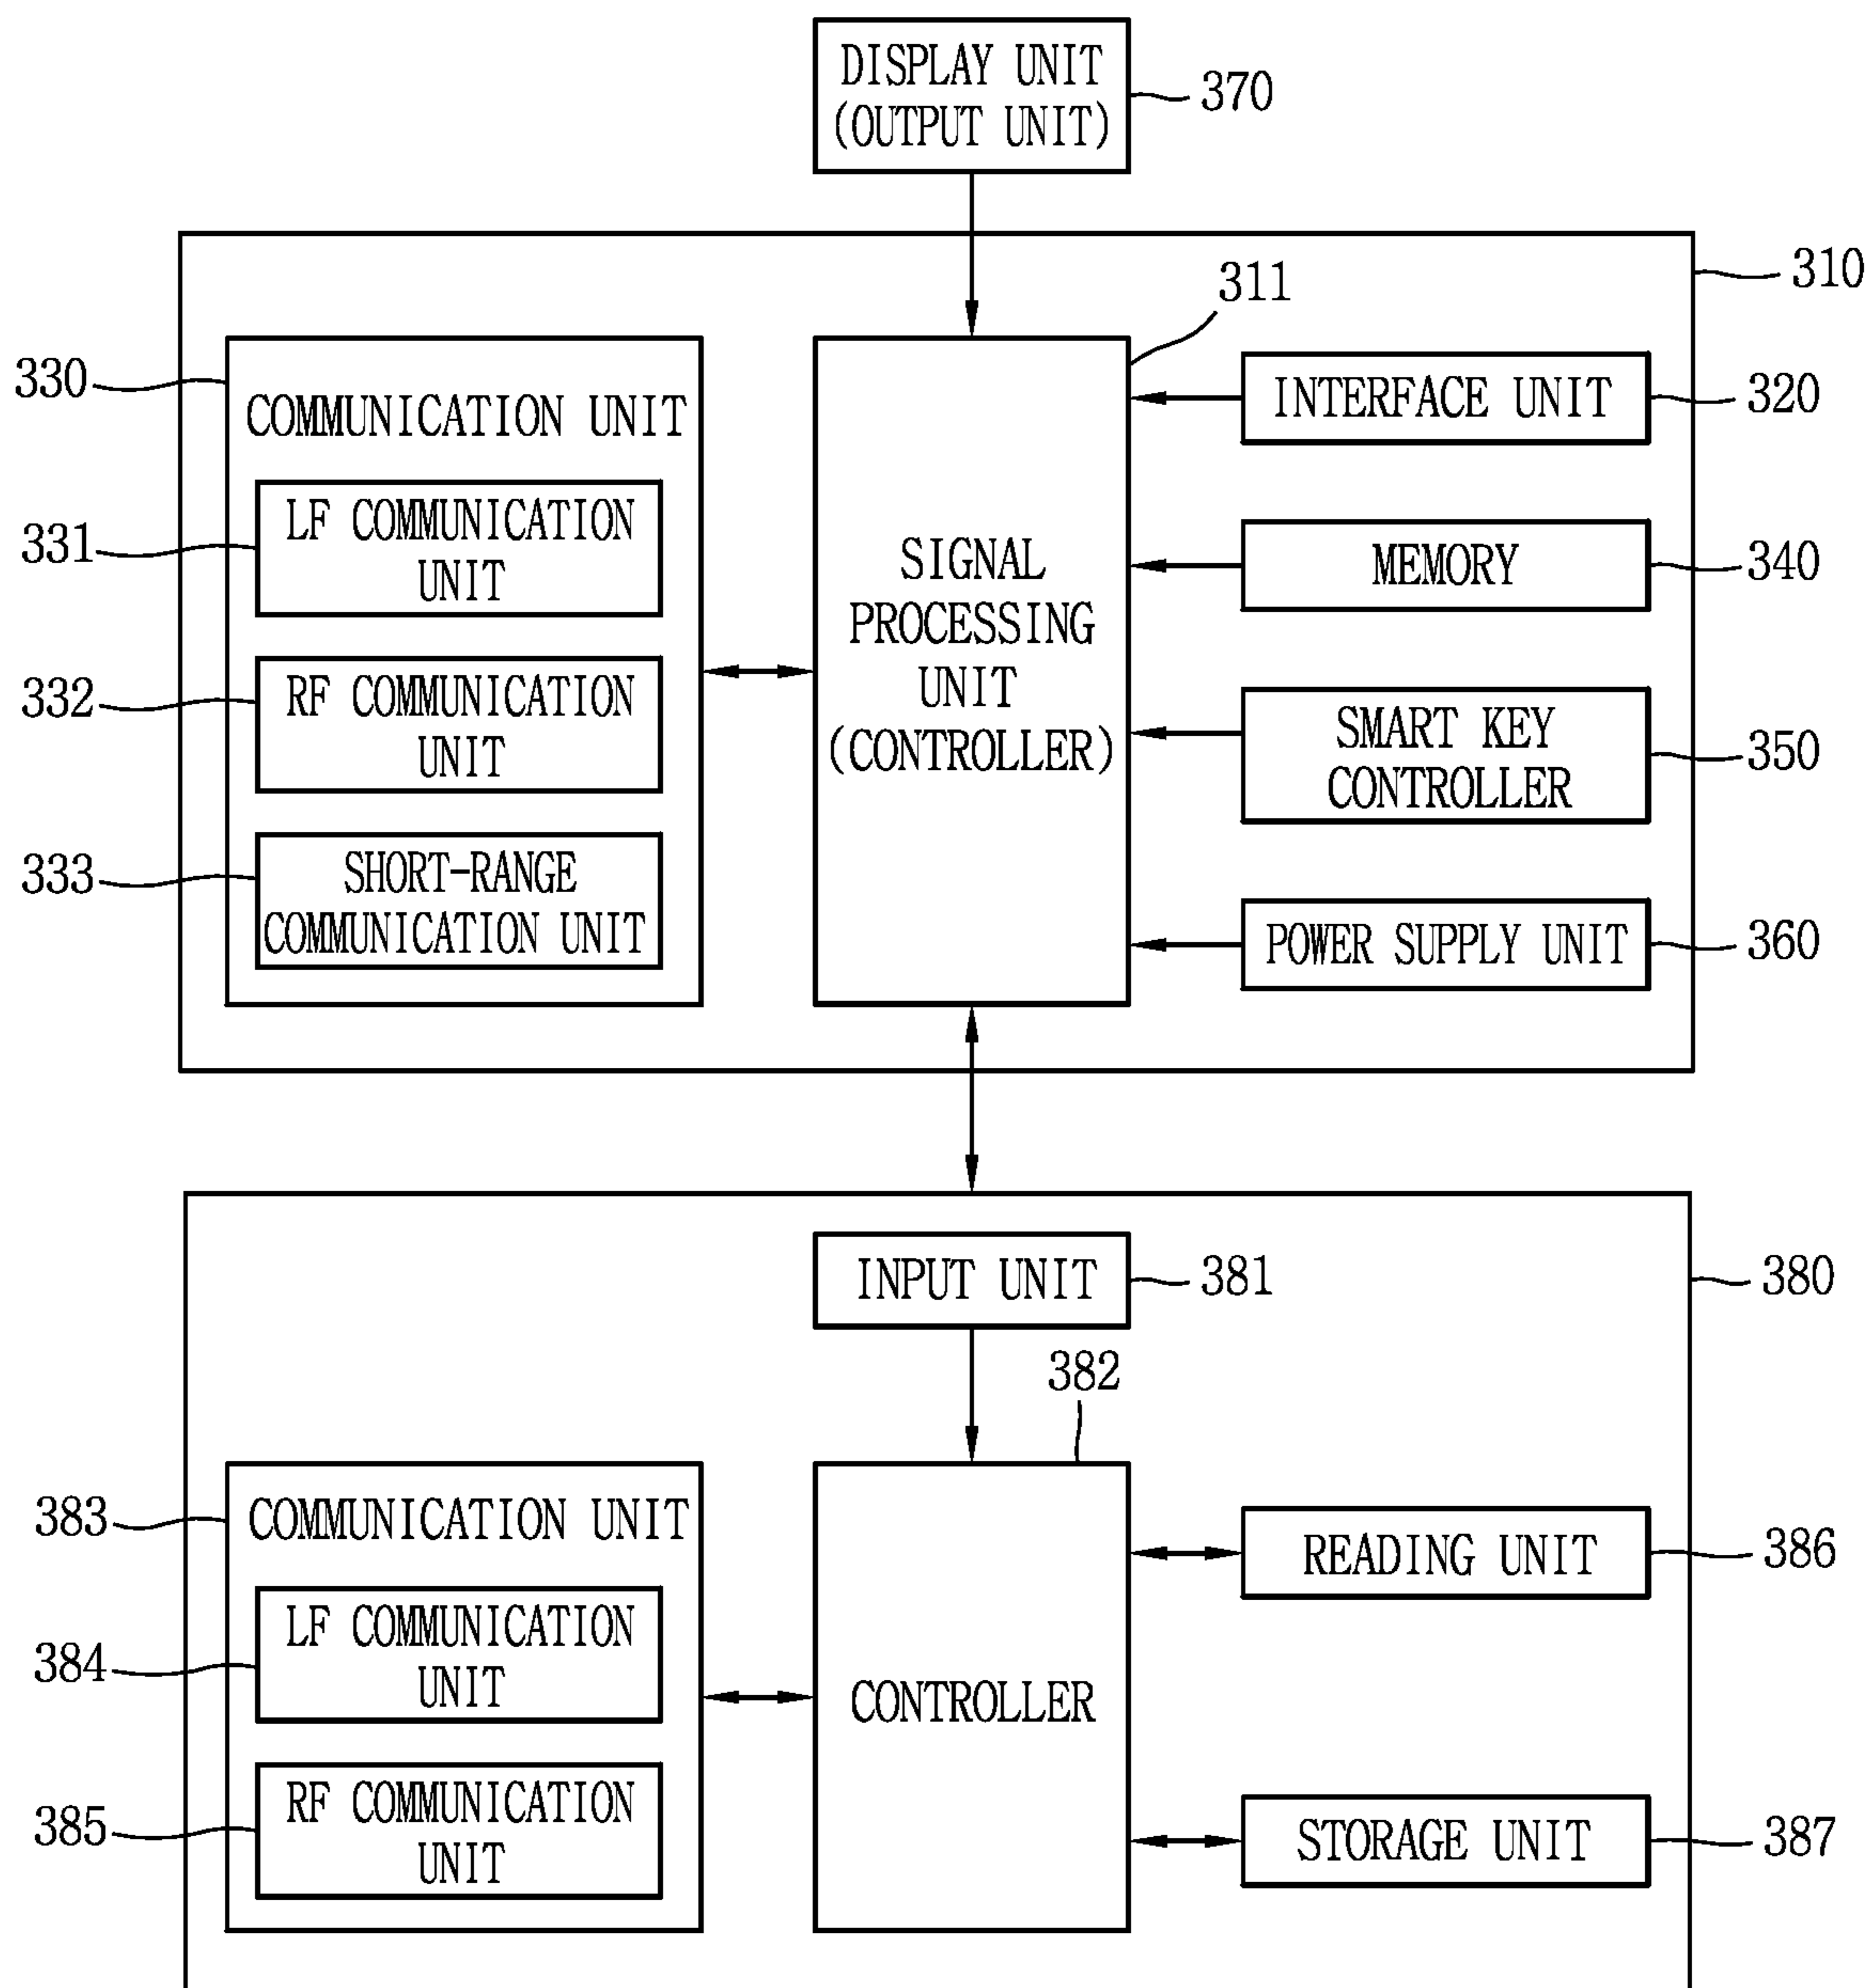 DISPLAY UNIT
(OUTPUT UNIT)
370
310
311
330
COMMUNICATION UNIT
331
LF COMMUNICATION
UNIT
332
RF COMMUNICATION
UNIT
333
SHORT-RANGE
COMMUNICATION UNIT
SIGNAL
PROCESSING
UNIT
(CONTROLLER)
INTERFACE UNIT
320
MEMORY
340
SMART KEY
CONTROLLER
350
POWER SUPPLY UNIT
360
INPUT UNIT
381
380
382
383
COMMUNICATION UNIT
384
LF COMMUNICATION
UNIT
385
RF COMMUNICATION
UNIT
CONTROLLER
READING UNIT
386
STORAGE UNIT
387